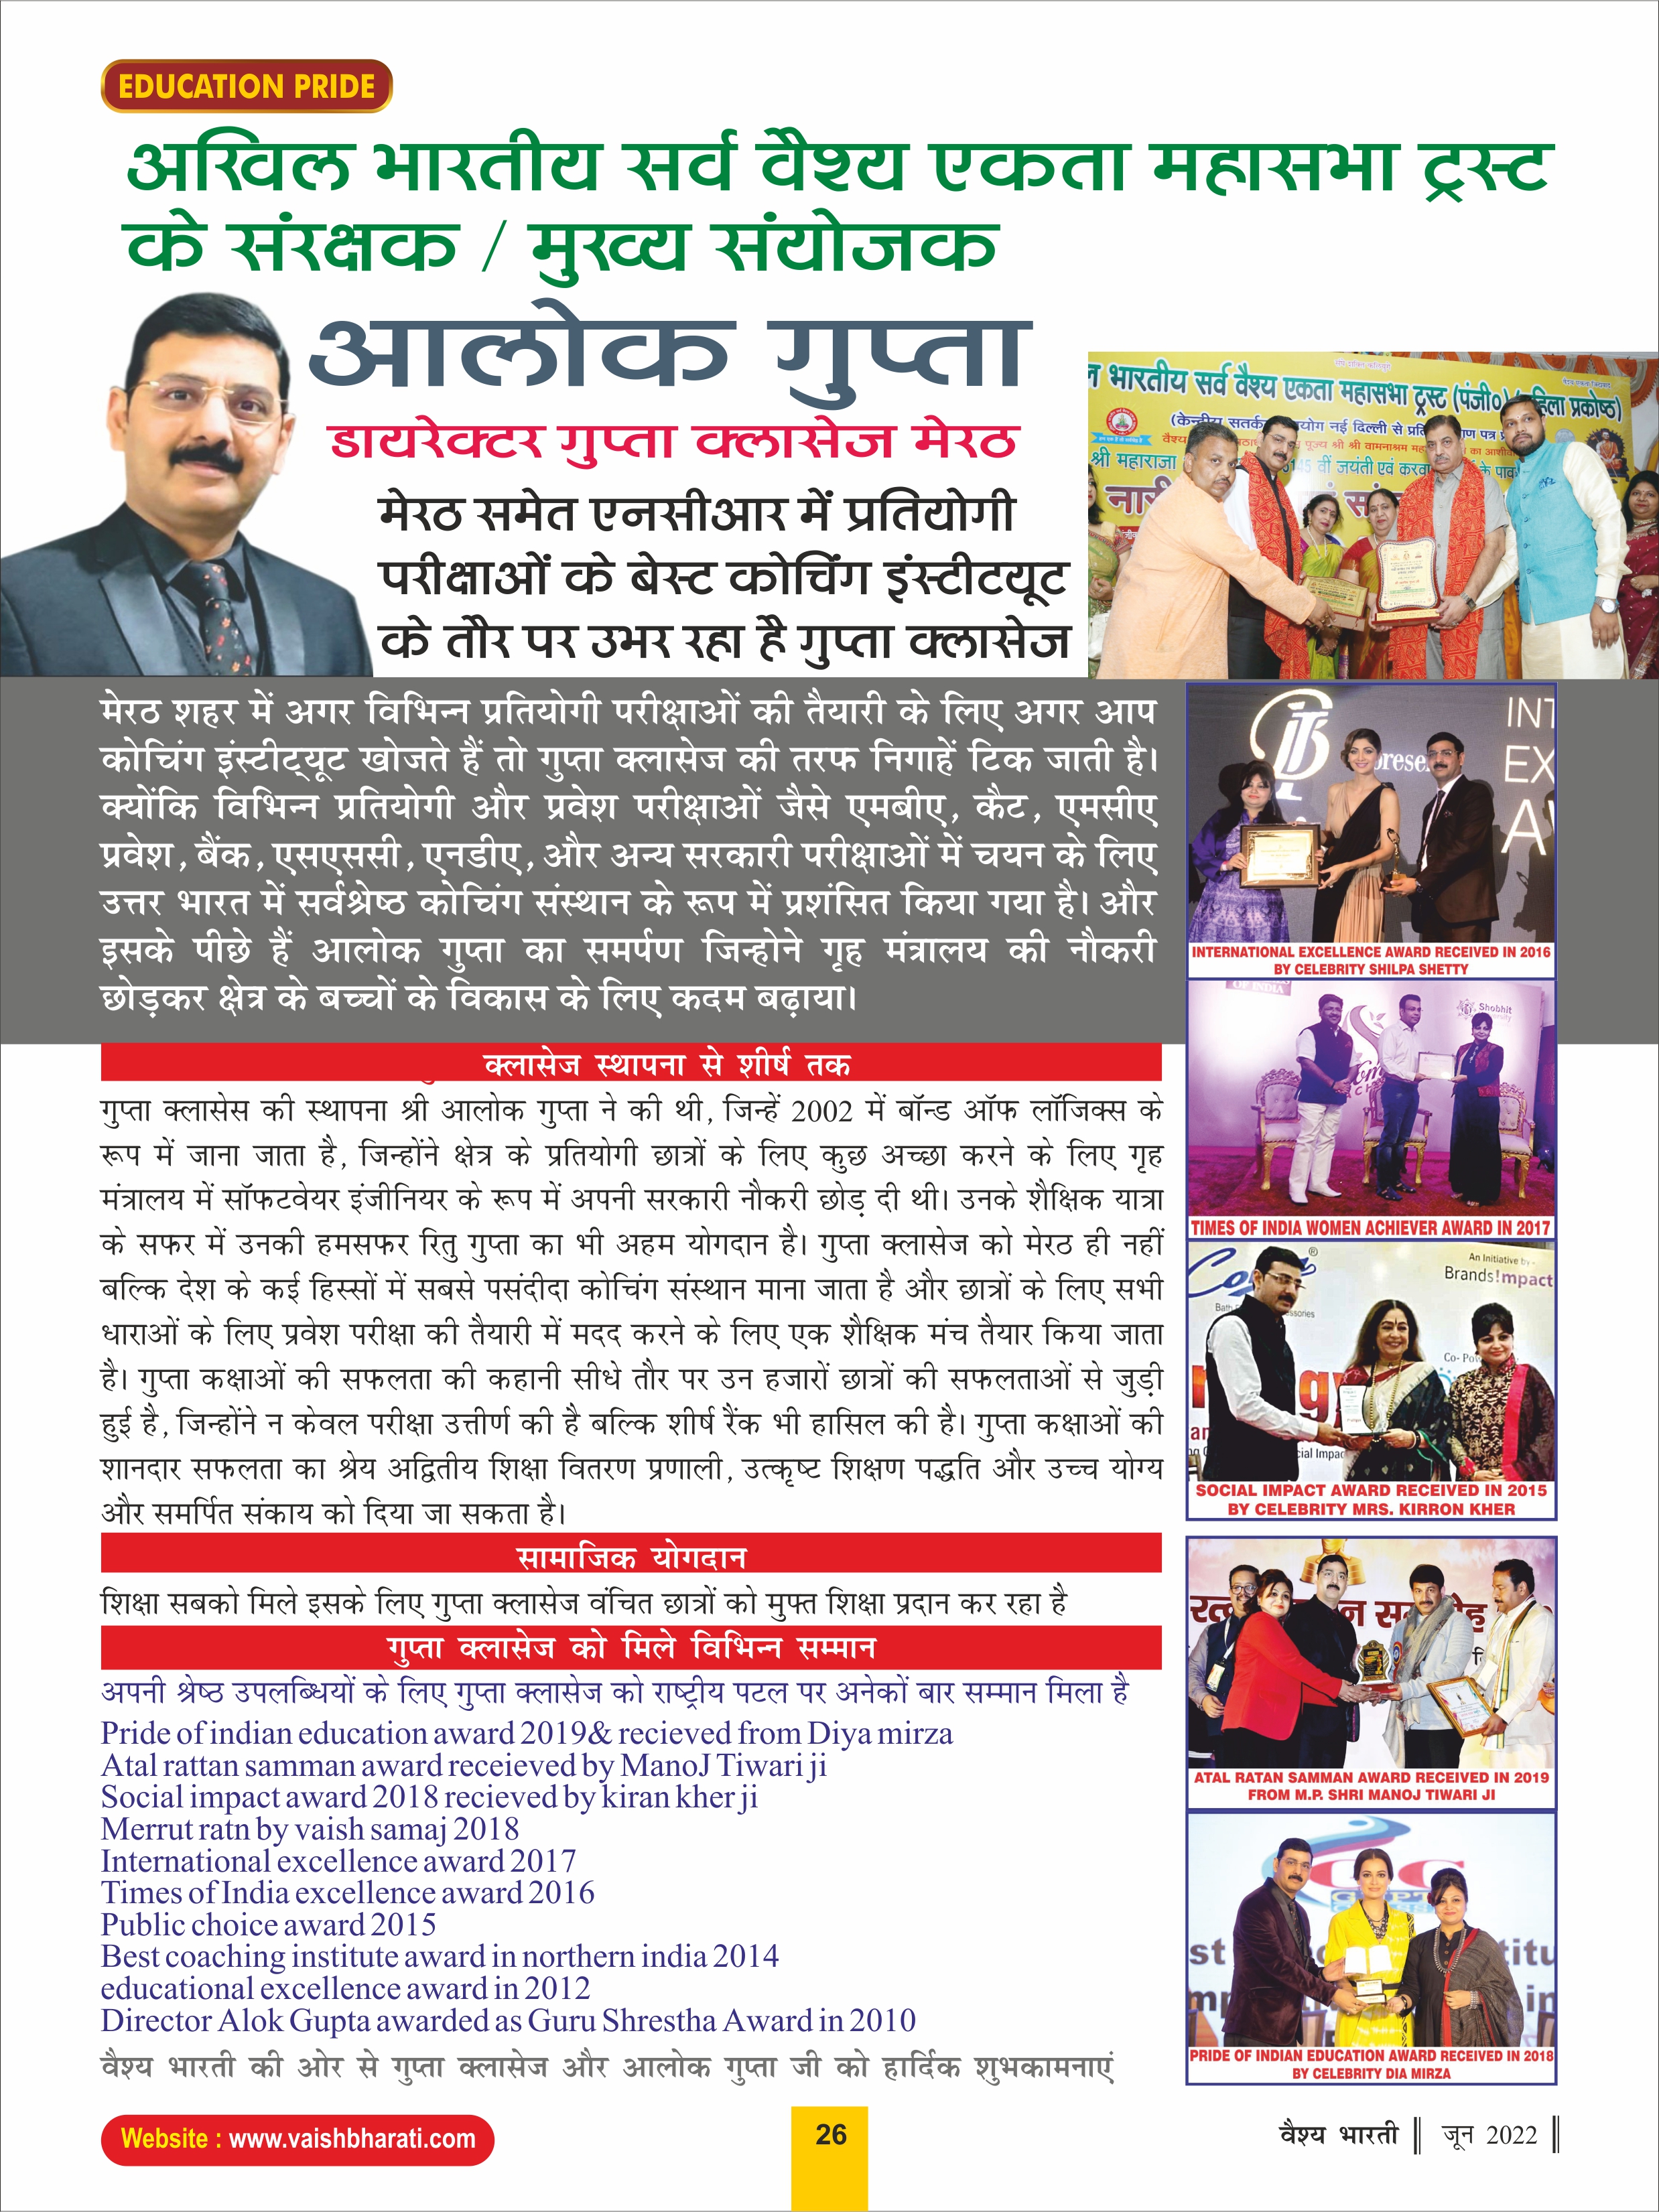 EDUCATION PRIDE
अखिल भारतीय सर्व वैश्य एकता महासभा ट्रस्ट
के संरक्षक / मुख्य संयोजक
आलोक गुप्ता
डायरेक्टर गुप्ता क्लासेज मेरठ
मेरठ समेत एनसीआर में प्रतियोगी
परीक्षाओं के बेस्ट कोचिंग इंस्टीटयूट
के तौर पर उभर रहा है गुप्ता क्लासेज
भारतीय सर्व वैश्य एकता महासभा ट्रस्ट (पंजी०)
श्री महाराजा
मेरठ शहर में अगर विभिन्न प्रतियोगी परीक्षाओं की तैयारी के लिए अगर आप
कोचिंग इंस्टीट्यूट खोजते हैं तो गुप्ता क्लासेज की तरफ निगाहें टिक जाती है।
क्योंकि विभिन्न प्रतियोगी और प्रवेश परीक्षाओं जैसे एमबीए, कैट, एमसीए
प्रवेश, बैंक, एसएससी, एनडीए, और अन्य सरकारी परीक्षाओं में चयन के लिए
उत्तर भारत में सर्वश्रेष्ठ कोचिंग संस्थान के रूप में प्रशंसित किया गया है। और
इसके पीछे हैं आलोक गुप्ता का समर्पण जिन्होने गृह मंत्रालय की नौकरी
छोड़कर क्षेत्र के बच्चों के विकास के लिए कदम बढ़ाया।
क्लासेज स्थापना से शीर्ष तक
गुप्ता क्लासेस की स्थापना श्री आलोक गुप्ता ने की थी, जिन्हें 2002 में बॉन्ड ऑफ लॉजिक्स के
रूप में जाना जाता है, जिन्होंने क्षेत्र के प्रतियोगी छात्रों के लिए कुछ अच्छा करने के लिए गृह
मंत्रालय में सॉफटवेयर इंजीनियर के रूप में अपनी सरकारी नौकरी छोड़ दी थी। उनके शैक्षिक यात्रा
के सफर में उनकी हमसफर रितु गुप्ता का भी अहम योगदान है। गुप्ता क्लासेज को मेरठ ही नहीं
बल्कि देश के कई हिस्सों में सबसे पसंदीदा कोचिंग संस्थान माना जाता है और छात्रों के लिए सभी
धाराओं के लिए प्रवेश परीक्षा की तैयारी में मदद करने के लिए एक शैक्षिक मंच तैयार किया जाता
है। गुप्ता कक्षाओं की सफलता की कहानी सीधे तौर पर उन हजारों छात्रों की सफलताओं से जुड़ी
हुई है, जिन्होंने न केवल परीक्षा उत्तीर्ण की है बल्कि शीर्ष रैंक भी हासिल की है। गुप्ता कक्षाओं की
शानदार सफलता का श्रेय अद्वितीय शिक्षा वितरण प्रणाली, उत्कृष्ट शिक्षण पद्धति और उच्च योग्य
और समर्पित संकाय को दिया जा सकता है।
सामाजिक योगदान
शिक्षा सबको मिले इसके लिए गुप्ता क्लासेज वंचित छात्रों को मुफ्त शिक्षा प्रदान कर रहा है
गुप्ता क्लासेज को मिले विभिन्न सम्मान
अपनी श्रेष्ठ उपलब्धियों के लिए गुप्ता क्लासेज को राष्ट्रीय पटल पर अनेकों बार सम्मान मिला है
Pride of indian education award 2019& recieved from Diya mirza
Atal rattan samman award receieved by ManoJ Tiwari ji
Social impact award 2018 recieved by kiran kher ji
Merrut ratn by vaish samaj 2018
International excellence award 2017
Times of India excellence award 2016
Public choice award 2015
Best coaching institute award in northern india 2014
educational excellence award in 2012
Director Alok Gupta awarded as Guru Shrestha Award in 2010
वैश्य भारती की ओर से गुप्ता क्लासेज और आलोक गुप्ता जी को हार्दिक शुभकामनाएं
INTERNATIONAL EXCELLENCE AWARD RECEIVED IN 2016
BY CELEBRITY SHILPA SHETTY
Shobhit
TIMES OF INDIA WOMEN ACHIEVER AWARD IN 2017
An Initiative by -
Brands!mpact
SOCIAL IMPACT AWARD RECEIVED IN 2015
BY CELEBRITY MRS. KIRRON KHER
ATAL RATAN SAMMAN AWARD RECEIVED IN 2019
FROM M.P. SHRI MANOJ TIWARI JI
PRIDE OF INDIAN EDUCATION AWARD RECEIVED IN 2018
BY CELEBRITY DIA MIRZA
Website : www.vaishbharati.com
26
वैश्य भारती || जून 2022 ||